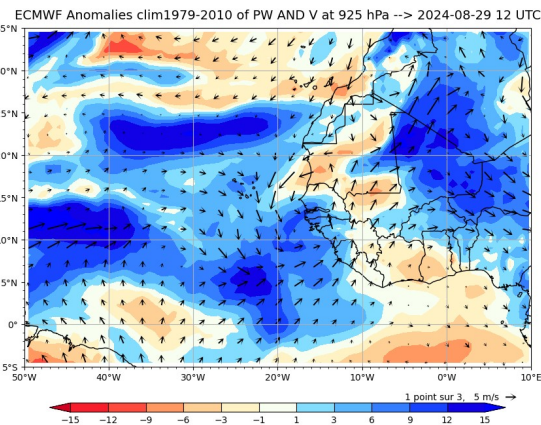 ECMWF Anomalies clim1979-2010 of PW AND V at 925 hPa --> 2024-08-29 12 UTC
5°N
0°N
5°N
0°N
5°N
0°N
5°N
0°
5°S
50°W 40°W 30°W 20°W 10°W 0°W 10°E
1 point sur 3, 5 m/s
−15 −12 −9 −6 −3 −1 1 3 6 9 12 15